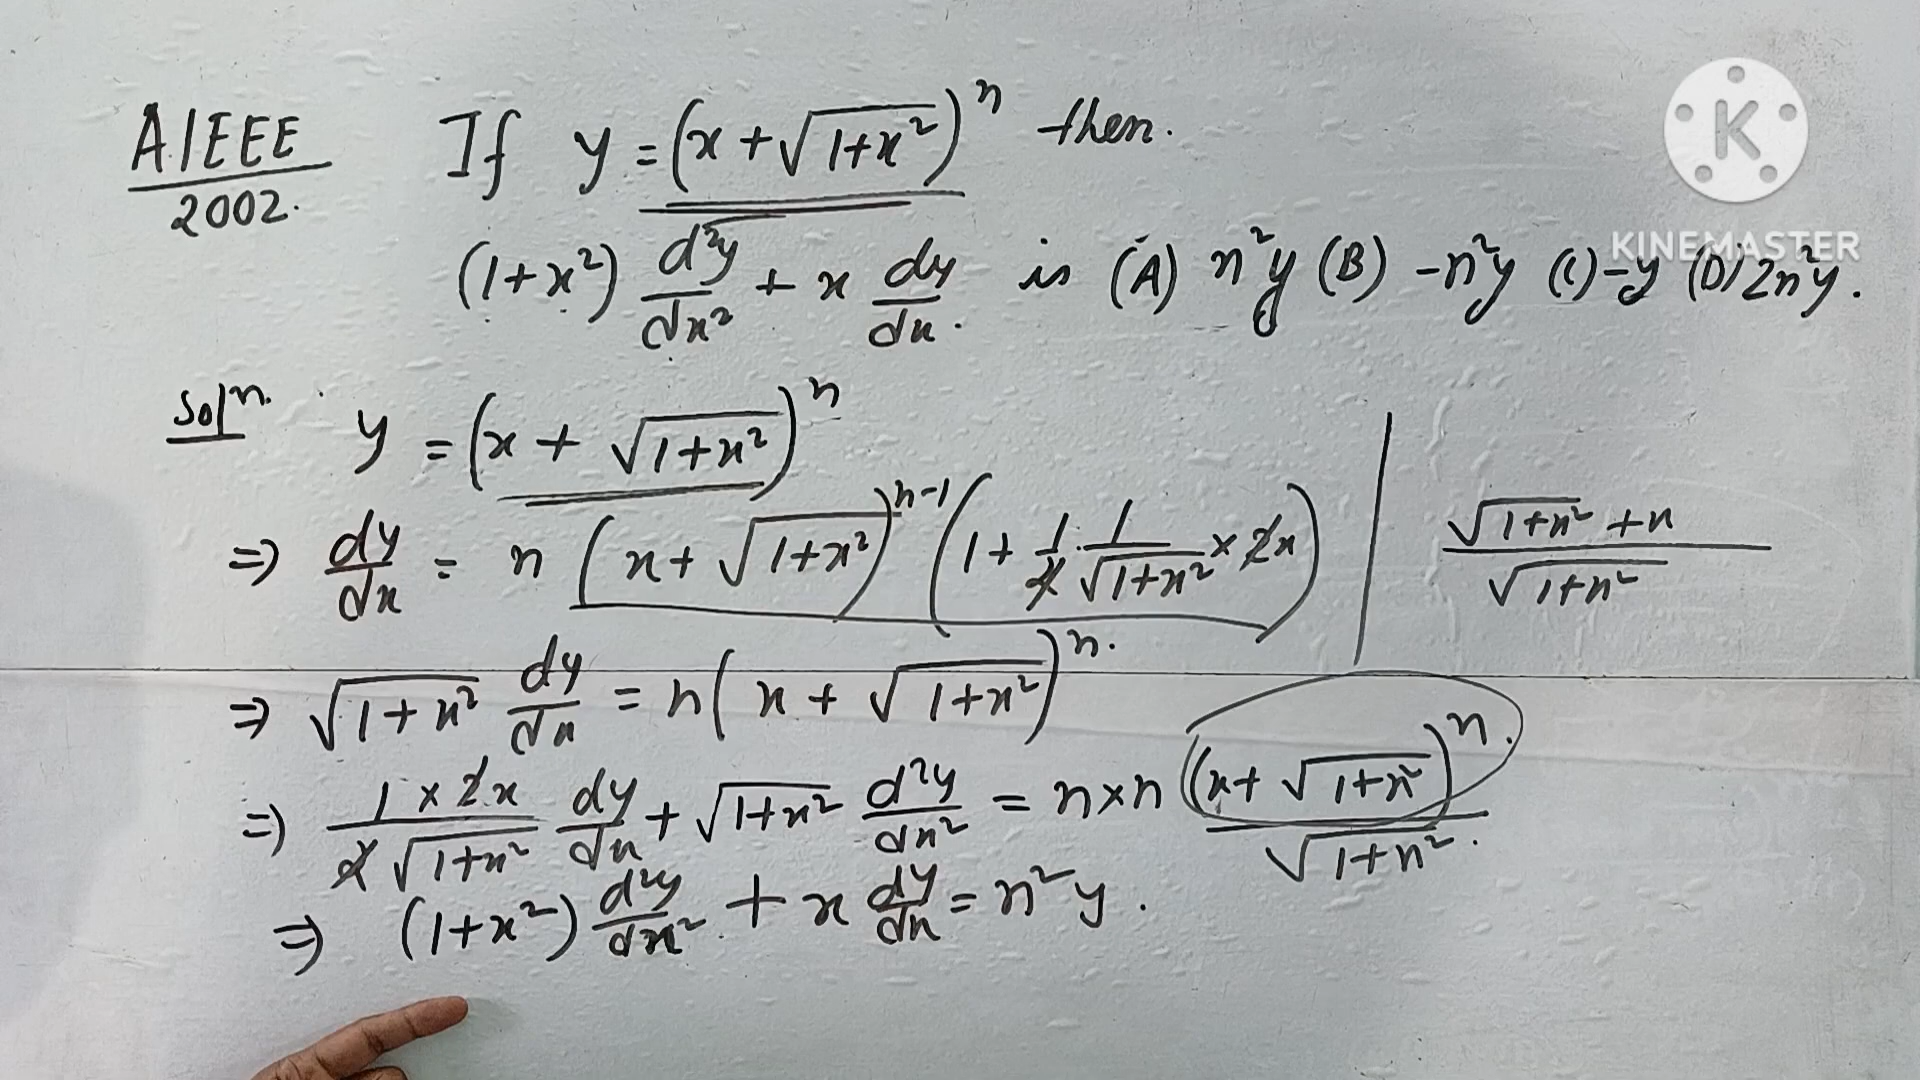 A.IEEE If y = (x + √(1+x²))ⁿ then.
2002.
(1+x²) d²y/dx² + x dy/dx. is (A) n²y (B) -n²y (C) -y (D) 2n²y.
Solⁿ. y = (x + √(1+x²))ⁿ
⇒ dy/dx = n (x + √(1+x²))ⁿ⁻¹ (1 + 1/2 · 1/√(1+x²) × 2x) | (√(1+x²) + x)/√(1+x²)
⇒ √(1+x²) dy/dx = n (x + √(1+x²))ⁿ.
⇒ (1 × 2x)/(2√(1+x²)) dy/dx + √(1+x²) d²y/dx² = n×n (x + √(1+x²))ⁿ./√(1+x²).
⇒ (1+x²) d²y/dx² + x dy/dx = n²y.
K
KINEMASTER